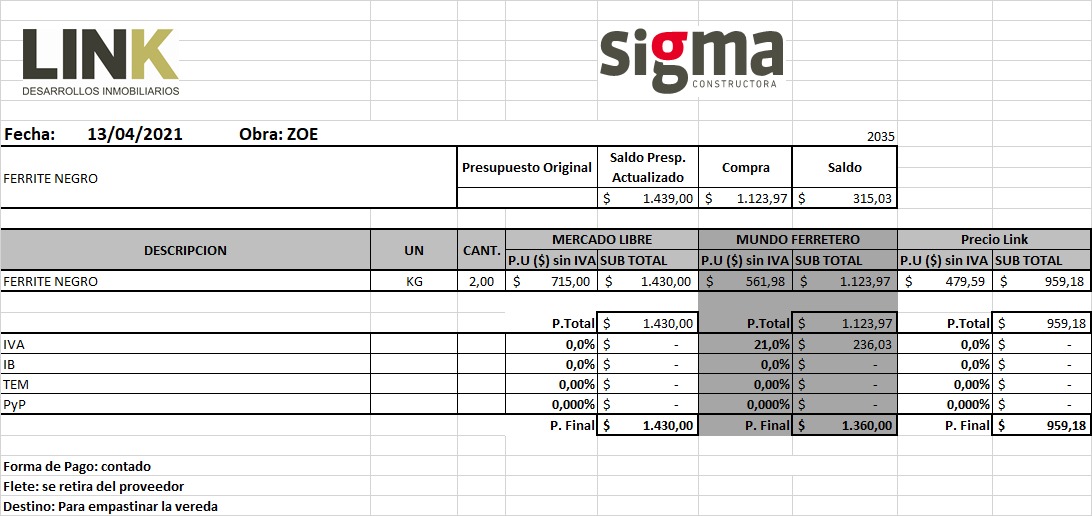 LINK
DESARROLLOS INMOBILIARIOS
sigma
CONSTRUCTORA
Fecha: 13/04/2021 Obra: ZOE 2035
FERRITE NEGRO
Presupuesto Original Saldo Presp. Actualizado Compra Saldo
$ 1.439,00 $ 1.123,97 $ 315,03
DESCRIPCION UN CANT. MERCADO LIBRE MUNDO FERRETERO Precio Link
P.U ($) sin IVA SUB TOTAL P.U ($) sin IVA SUB TOTAL P.U ($) sin IVA SUB TOTAL
FERRITE NEGRO KG 2,00 $ 715,00 $ 1.430,00 $ 561,98 $ 1.123,97 $ 479,59 $ 959,18
P.Total $ 1.430,00 P.Total $ 1.123,97 P.Total $ 959,18
IVA 0,0% $ - 21,0% $ 236,03 0,0% $ -
IB 0,0% $ - 0,0% $ - 0,0% $ -
TEM 0,00% $ - 0,00% $ - 0,00% $ -
PyP 0,000% $ - 0,000% $ - 0,000% $ -
P. Final $ 1.430,00 P. Final $ 1.360,00 P. Final $ 959,18
Forma de Pago: contado
Flete: se retira del proveedor
Destino: Para empastinar la vereda